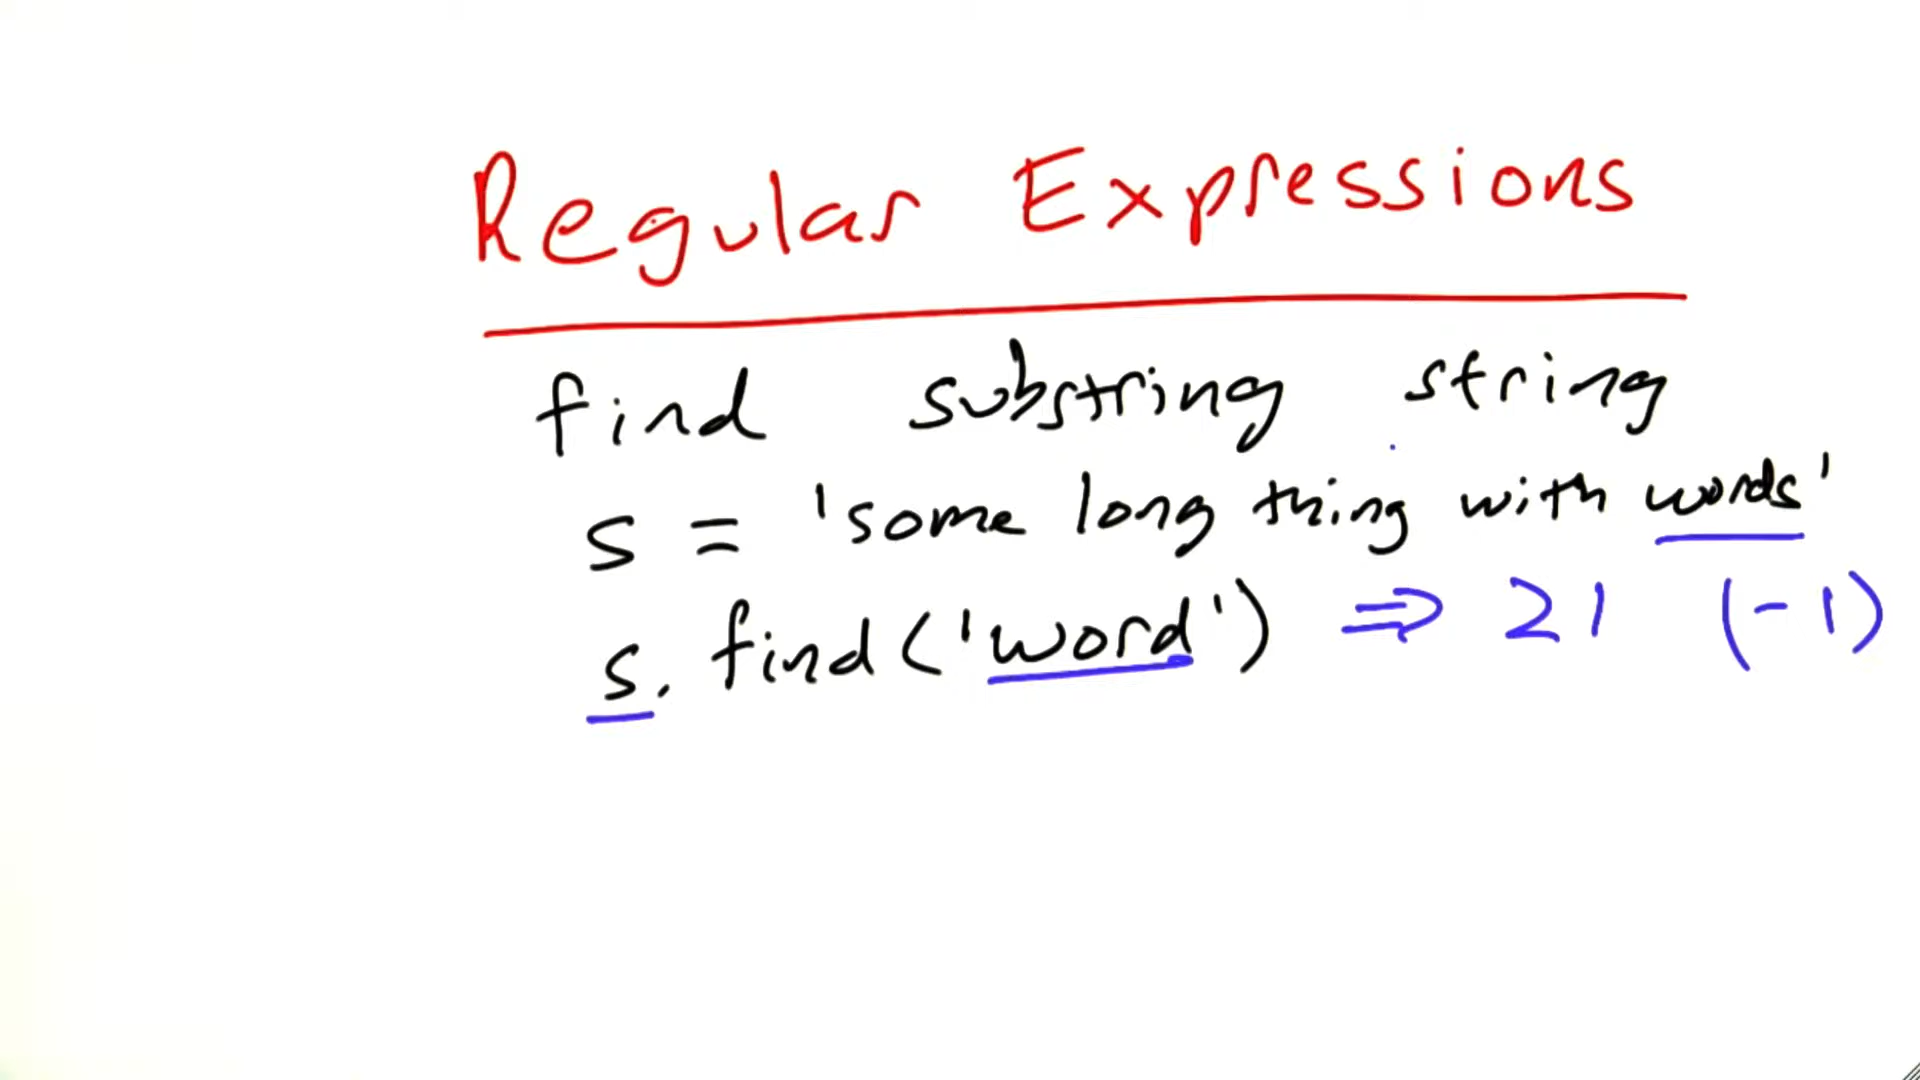 Regular Expressions
find substring string
s = 'some long thing with words'
s. find('word') ⇒ 21 (-1)